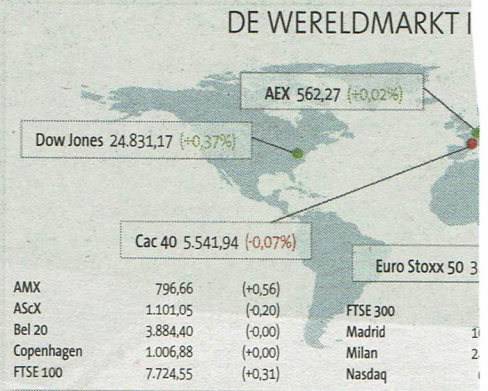 DE WERELDMARKT I
AEX 562,27 (+0,02%)
Dow Jones 24.831,17 (+0,37%)
Cac 40 5.541,94 (-0,07%)
Euro Stoxx 50 3
AMX 796,66 (+0,56)
AScX 1.101,05 (-0,20)
Bel 20 3.884,40 (-0,00)
Copenhagen 1.006,88 (+0,00)
FTSE 100 7.724,55 (+0,31)
FTSE 300
Madrid 1
Milan 2
Nasdaq